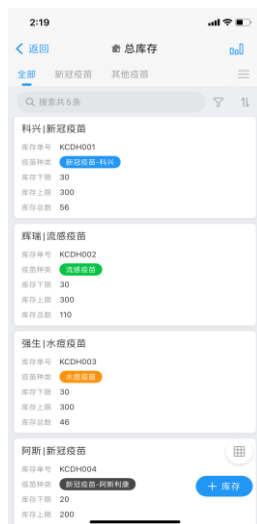 2:19
返回
总库存
全部 新冠疫苗 其他疫苗
搜索共5条
科兴|新冠疫苗
库存单号 KCDH001
疫苗种类 新冠疫苗-科兴
库存下限 30
库存上限 300
库存总数 56
辉瑞|流感疫苗
库存单号 KCDH002
疫苗种类 流感疫苗
库存下限 30
库存上限 300
库存总数 110
强生|水痘疫苗
库存单号 KCDH003
疫苗种类 水痘疫苗
库存下限 30
库存上限 300
库存总数 46
阿斯|新冠疫苗
库存单号 KCDH004
疫苗种类 新冠疫苗-阿斯利康
库存下限 20
库存上限 200
+ 库存